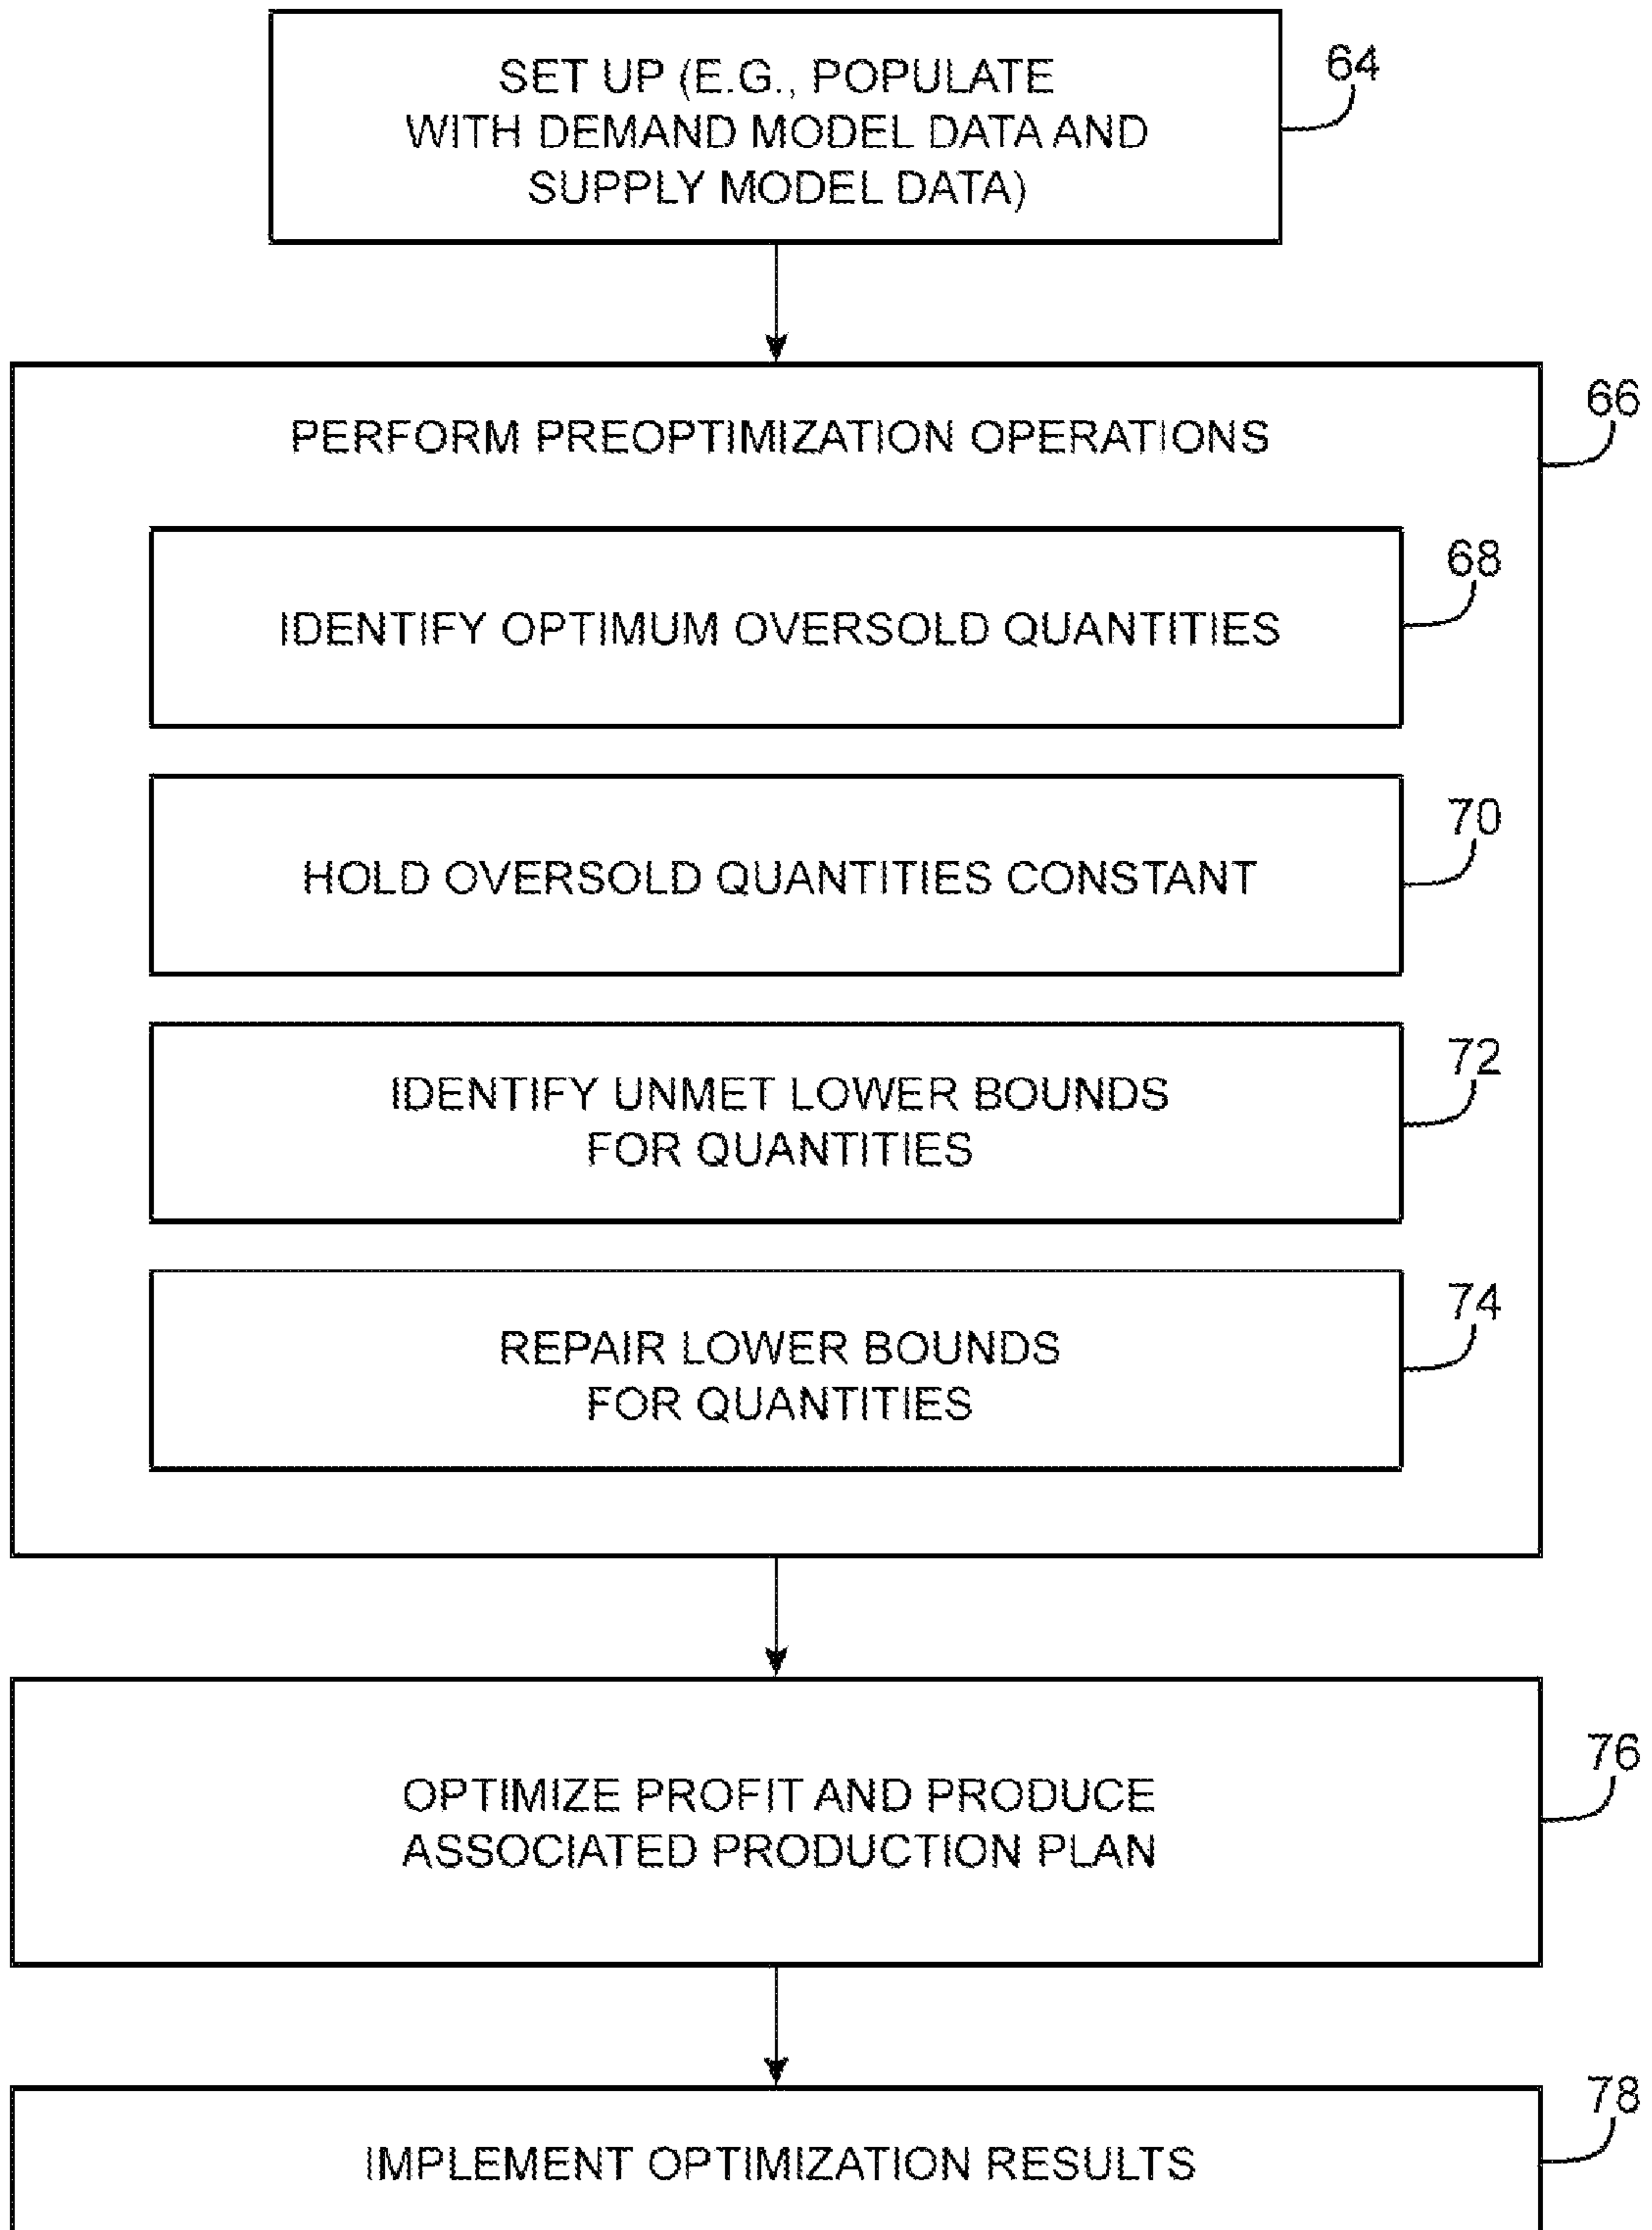 SET UP (E.G., POPULATE
WITH DEMAND MODEL DATA AND
SUPPLY MODEL DATA)
64
PERFORM PREOPTIMIZATION OPERATIONS
66
IDENTIFY OPTIMUM OVERSOLD QUANTITIES
68
HOLD OVERSOLD QUANTITIES CONSTANT
70
IDENTIFY UNMET LOWER BOUNDS
FOR QUANTITIES
72
REPAIR LOWER BOUNDS
FOR QUANTITIES
74
OPTIMIZE PROFIT AND PRODUCE
ASSOCIATED PRODUCTION PLAN
76
IMPLEMENT OPTIMIZATION RESULTS
78